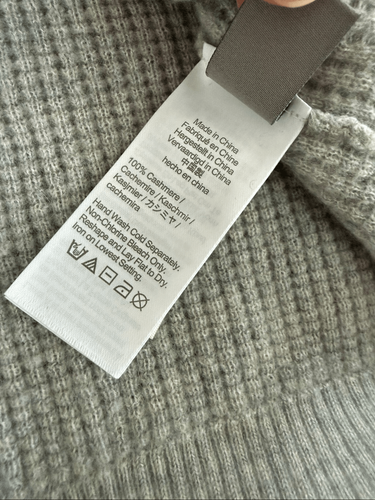 Made in China
Fabriqué en Chine
Hergestellt in China
Vervaardigd in China
中国製
hecho en china
100% Cashmere /
Cachemire / Kaschmir /
Kasjmier / カシミヤ /
cachemira
Hand Wash Cold Separately.
Non-Chlorine Bleach Only.
Reshape and Lay Flat to Dry.
Iron on Lowest Setting.